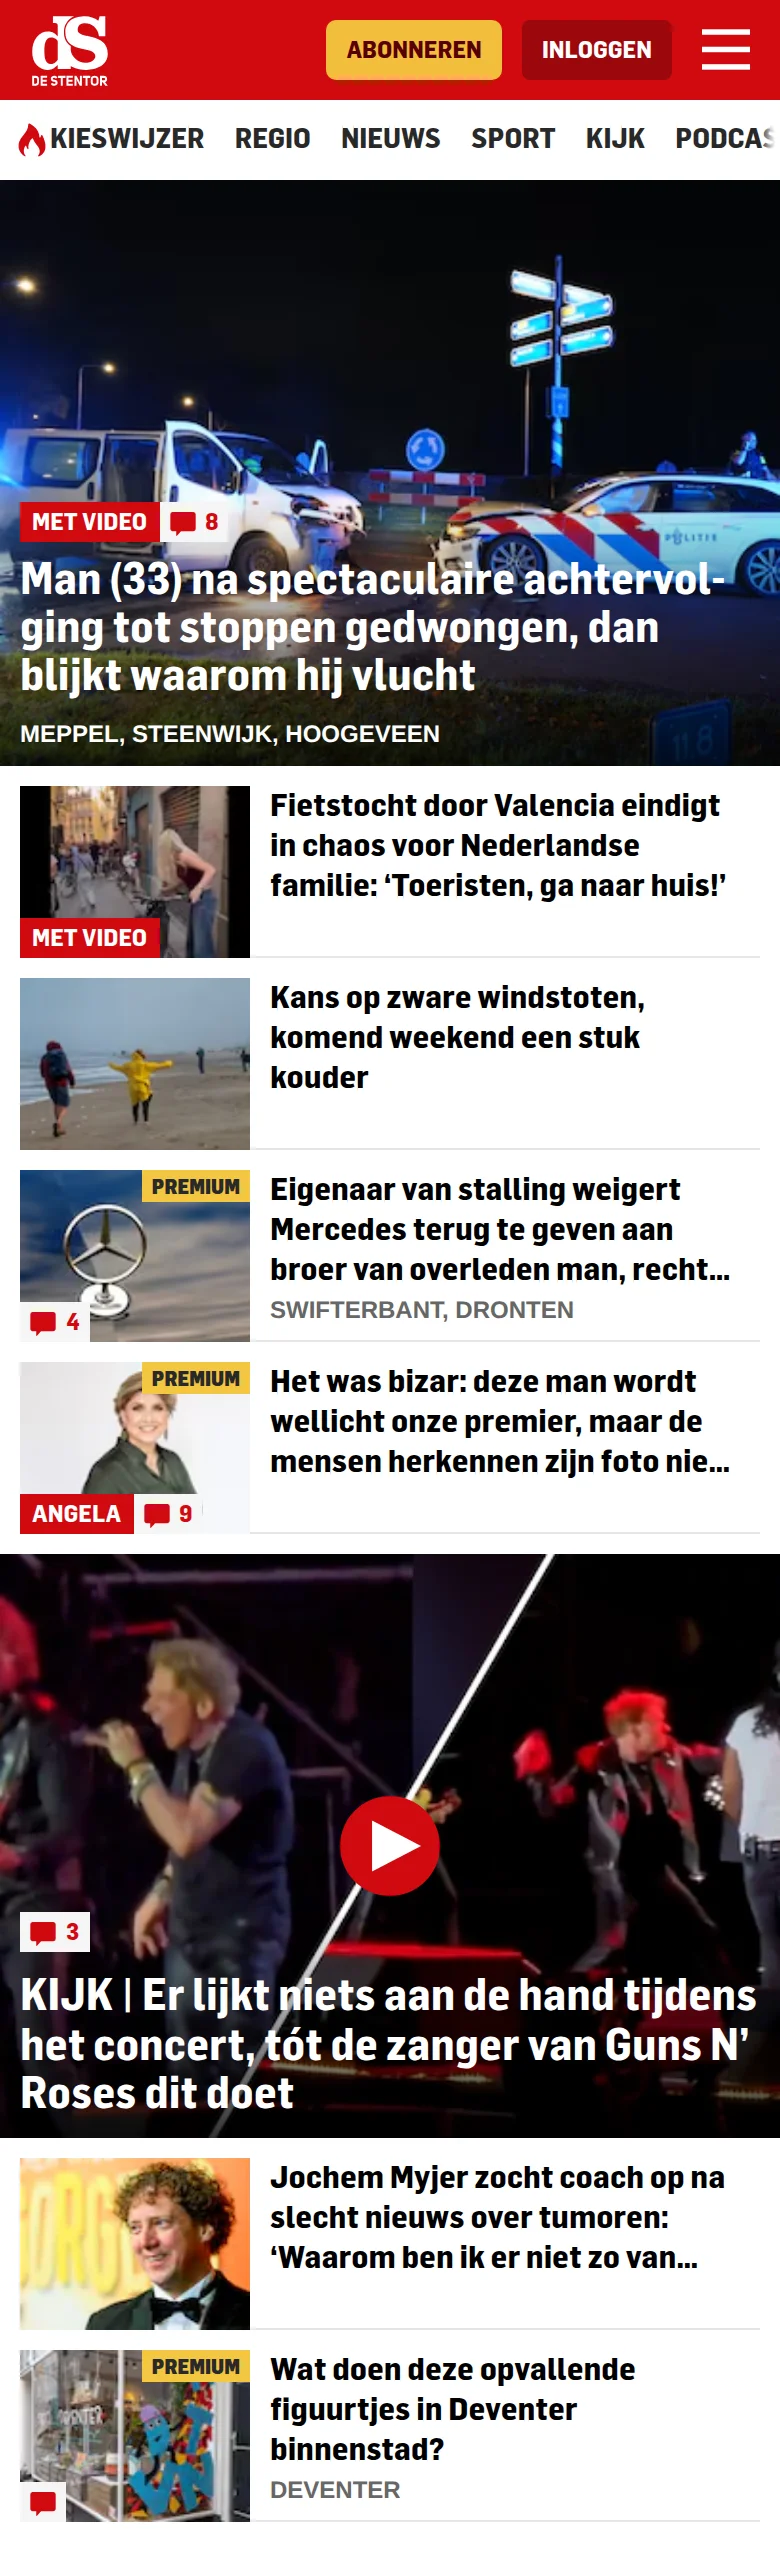 dS
DE STENTOR
ABONNEREN
INLOGGEN
KIESWIJZER REGIO NIEUWS SPORT KIJK PODCAS
POLITIE
MET VIDEO 8
Man (33) na spectaculaire achtervol-
ging tot stoppen gedwongen, dan
blijkt waarom hij vlucht
11.8
MEPPEL, STEENWIJK, HOOGEVEEN
Fietstocht door Valencia eindigt
in chaos voor Nederlandse
familie: ‘Toeristen, ga naar huis!’
MET VIDEO
Kans op zware windstoten,
komend weekend een stuk
kouder
PREMIUM
4
Eigenaar van stalling weigert
Mercedes terug te geven aan
broer van overleden man, recht...
SWIFTERBANT, DRONTEN
PREMIUM
ANGELA 9
Het was bizar: deze man wordt
wellicht onze premier, maar de
mensen herkennen zijn foto nie...
3
KIJK | Er lijkt niets aan de hand tijdens
het concert, tót de zanger van Guns N’
Roses dit doet
Jochem Myjer zocht coach op na
slecht nieuws over tumoren:
‘Waarom ben ik er niet zo van...
PREMIUM
Wat doen deze opvallende
figuurtjes in Deventer
binnenstad?
DEVENTER